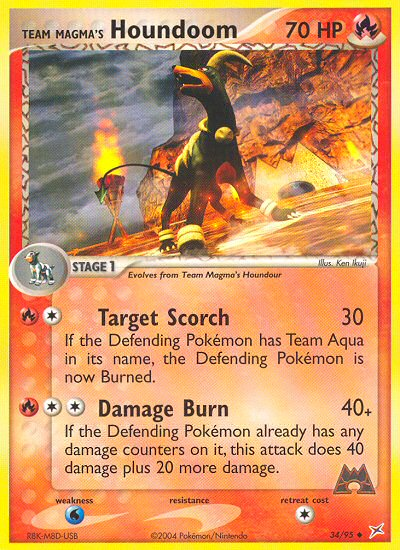 TEAM MAGMA'S Houndoom 70 HP
STAGE 1
Illus. Ken Ikuji
Evolves from Team Magma's Houndour
Target Scorch 30
If the Defending Pokémon has Team Aqua
in its name, the Defending Pokémon is
now Burned.
Damage Burn 40+
If the Defending Pokémon already has any
damage counters on it, this attack does 40
damage plus 20 more damage.
weakness resistance retreat cost
RBK-M8D-USB ©2004 Pokémon/Nintendo 34/95